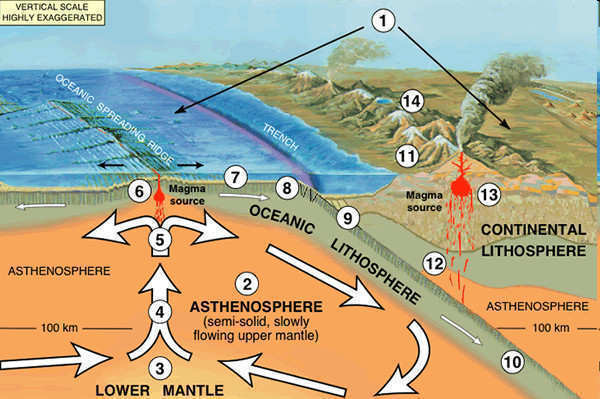 VERTICAL SCALE
HIGHLY EXAGGERATED
1
OCEANIC SPREADING RIDGE
TRENCH
14
11
6
Magma
source
7
8
9
Magma
source
13
OCEANIC LITHOSPHERE
CONTINENTAL
LITHOSPHERE
5
12
ASTHENOSPHERE
2
ASTHENOSPHERE
(semi-solid, slowly
flowing upper mantle)
ASTHENOSPHERE
4
100 km
100 km
3
10
LOWER MANTLE